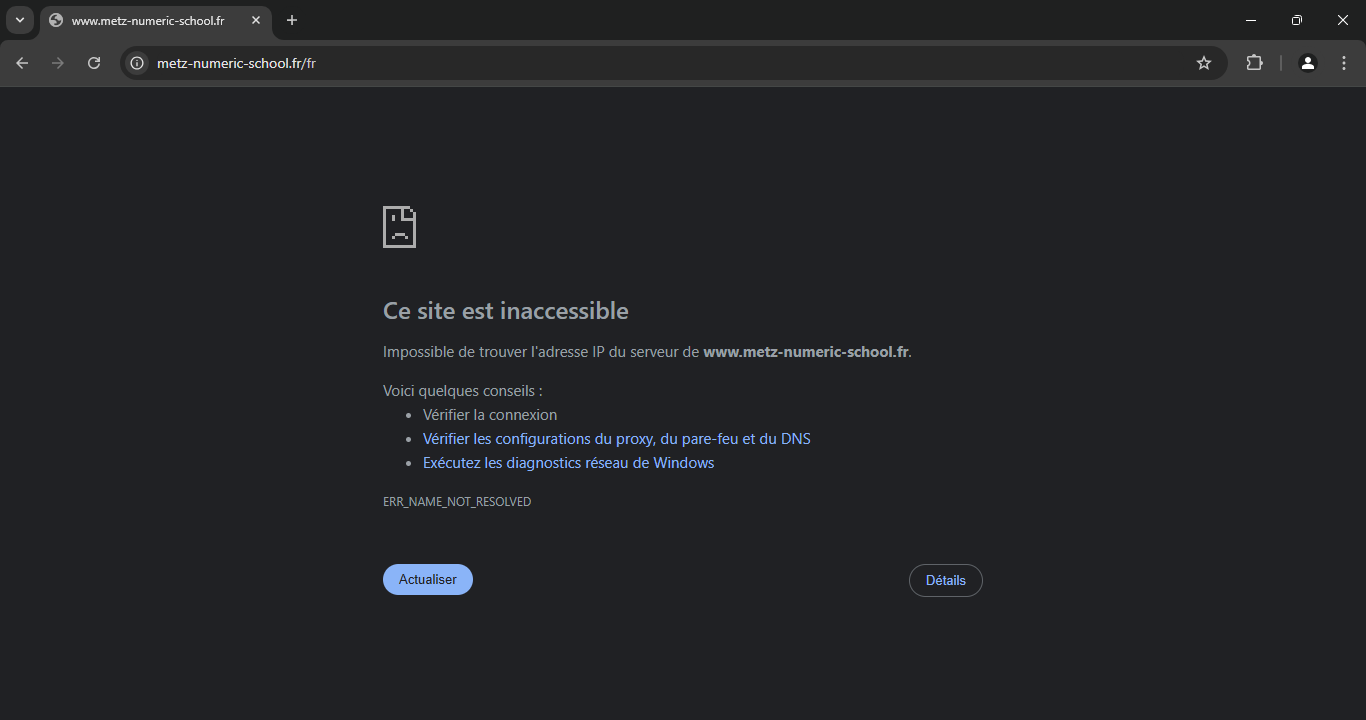 www.metz-numeric-school.fr
metz-numeric-school.fr/fr
Ce site est inaccessible
Impossible de trouver l'adresse IP du serveur de www.metz-numeric-school.fr.
Voici quelques conseils :
• Vérifier la connexion
• Vérifier les configurations du proxy, du pare-feu et du DNS
• Exécutez les diagnostics réseau de Windows
ERR_NAME_NOT_RESOLVED
Actualiser
Détails